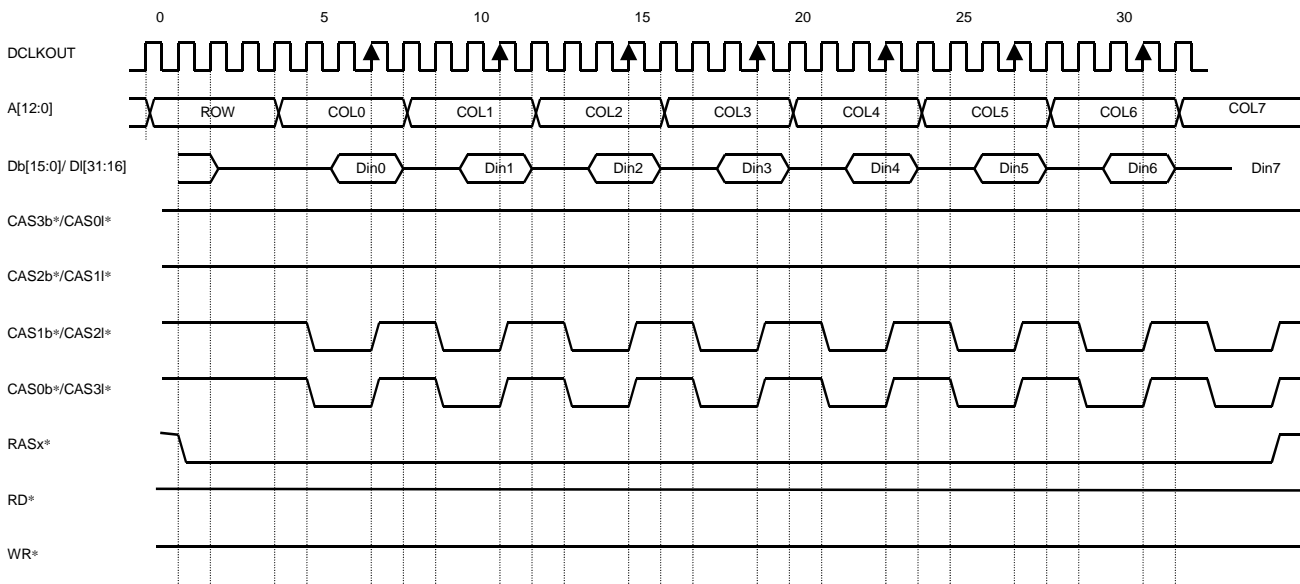 0 5 10 15 20 25 30
DCLKOUT
A[12:0] ROW COL0 COL1 COL2 COL3 COL4 COL5 COL6 COL7
Db[15:0]/ Dl[31:16] Din0 Din1 Din2 Din3 Din4 Din5 Din6 Din7
CAS3b*/CAS0l*
CAS2b*/CAS1l*
CAS1b*/CAS2l*
CAS0b*/CAS3l*
RASx*
RD*
WR*